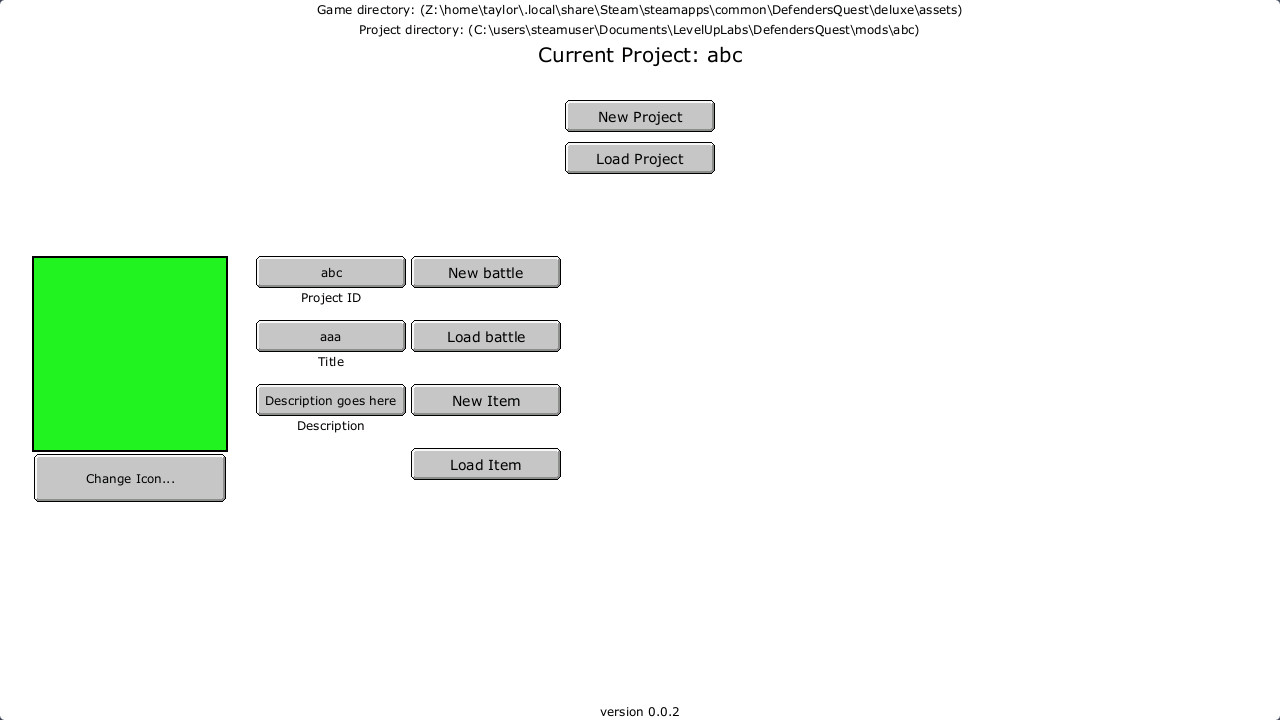 Game directory: (Z:\home\taylor\.local\share\Steam\steamapps\common\DefendersQuest\deluxe\assets)
Project directory: (C:\users\steamuser\Documents\LevelUpLabs\DefendersQuest\mods\abc)
Current Project: abc
New Project
Load Project
abc
New battle
Project ID
aaa
Load battle
Title
Description goes here
New Item
Description
Load Item
Change Icon...
version 0.0.2